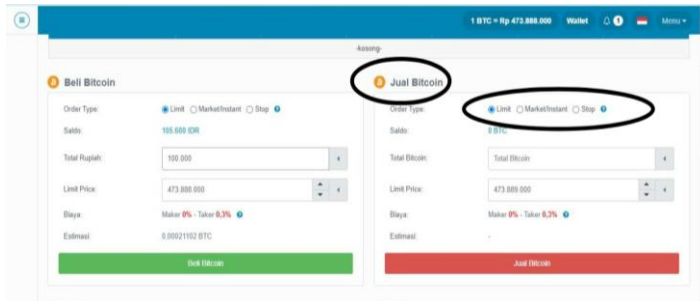 1 BTC = Rp 473.888.000 Wallet 1 Menu
-kosong-
Beli Bitcoin
Order Type: Limit Market/Instant Stop
Saldo: 105.600 IDR
Total Rupiah: 100.000
Limit Price: 473.888.000
Biaya: Maker 0% - Taker 0,3%
Estimasi: 0,00021102 BTC
Beli Bitcoin
Jual Bitcoin
Order Type: Limit Market/Instant Stop
Saldo: 0 BTC
Total Bitcoin: Total Bitcoin
Limit Price: 473.889.000
Biaya: Maker 0% - Taker 0,3%
Estimasi: -
Jual Bitcoin